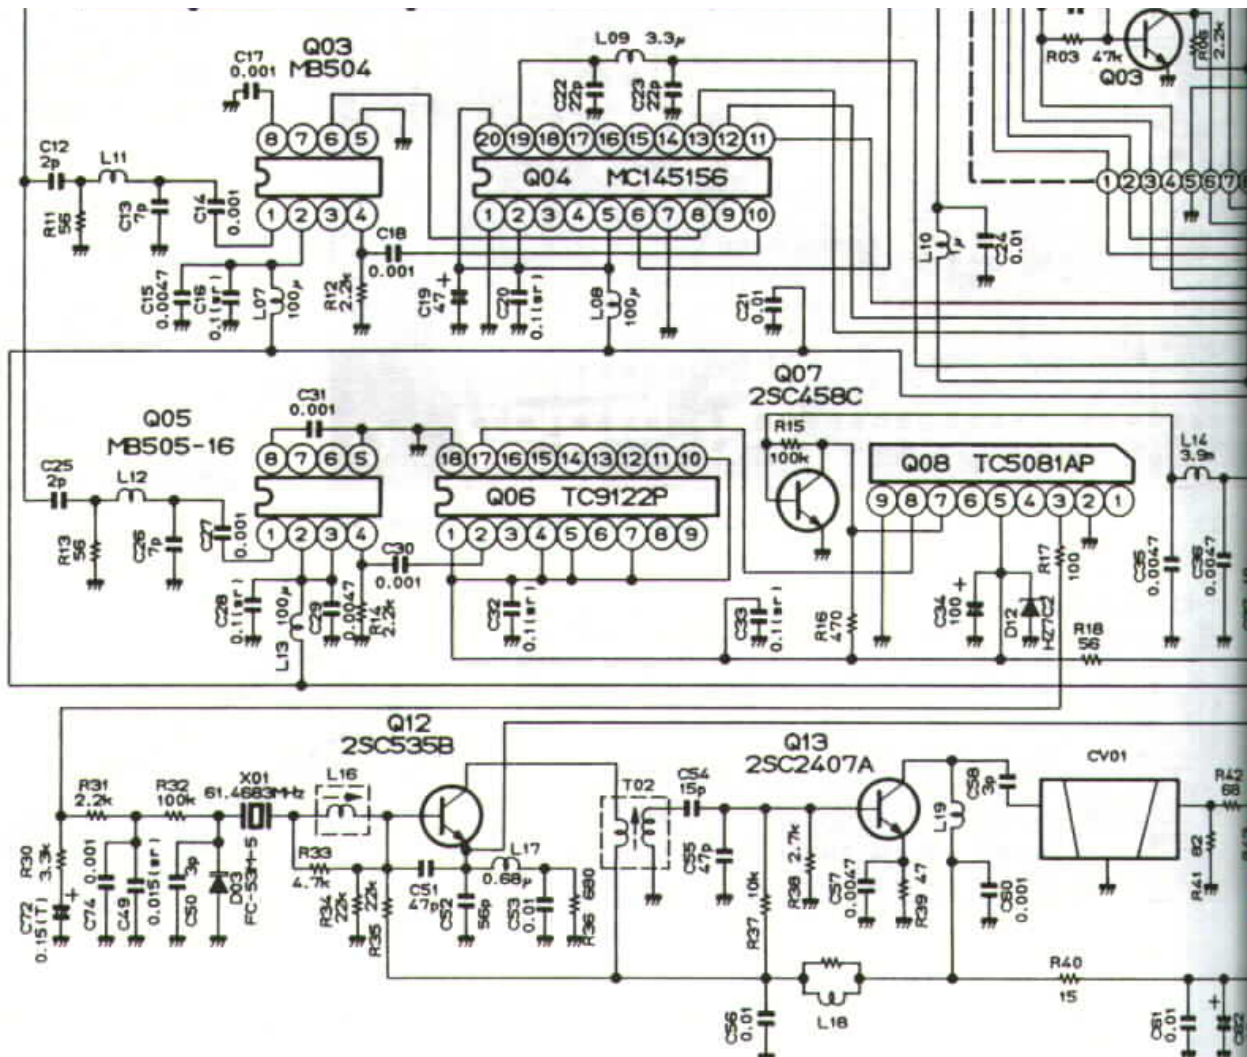 L09 3.3μ
Q03
MB504
C17
0.001
C22
22p
C23
22p
R03 47k
Q03
R06
2.2k
8 7 6 5
20 19 18 17 16 15 14 13 12 11
C12
2p
L11
Q04 MC145156
1 2 3 4 5 6 7
R11
56
C13
7p
C14
0.001
1 2 3 4
1 2 3 4 5 6 7 8 9 10
C18
0.001
L10
C24
0.01
C15
0.0047
C16
0.1(sr)
L07
100μ
R12
2.2k
C19
47
+
C20
0.1(sr)
L08
100μ
C21
0.01
Q07
2SC458C
C31
0.001
Q05
MB505-16
R15
100k
L14
3.9m
8 7 6 5
18 17 16 15 14 13 12 11 10
Q08 TC5081AP
C25
2p
L12
Q06 TC9122P
9 8 7 6 5 4 3 2 1
R13
56
C26
7p
C27
0.001
1 2 3 4
1 2 3 4 5 6 7 8 9
C30
0.001
R17
100
C35
0.0047
C36
0.0047
C28
0.1(sr)
L13 100μ
C29
0.0047
R14
2.2k
C32
0.1(sr)
C33
0.1(sr)
R16
470
C34
100
+
D12
HZ7C2
R18
56
Q12
2SC535B
Q13
2SC2407A
R31
2.2k
R32
100k
X01
61.4683MHz
L16
T02
C54
15p
C58
3p
CV01
R42
68
L19
R30
3.3k
C72
0.15(T)
+
C74
0.001
C49
0.015(sr)
C50
3p
D03
FC-53M-5
R33
4.7k
R34
22k
R35
22k
C51
47p
C52
56p
L17
0.68μ
C53
0.01
R36 680
C55
47p
R37 10k
R38 2.7k
C57
0.0047
R39 47
C60
0.001
R41 82
L18
R40
15
C56
0.01
C61
0.01
+
C62